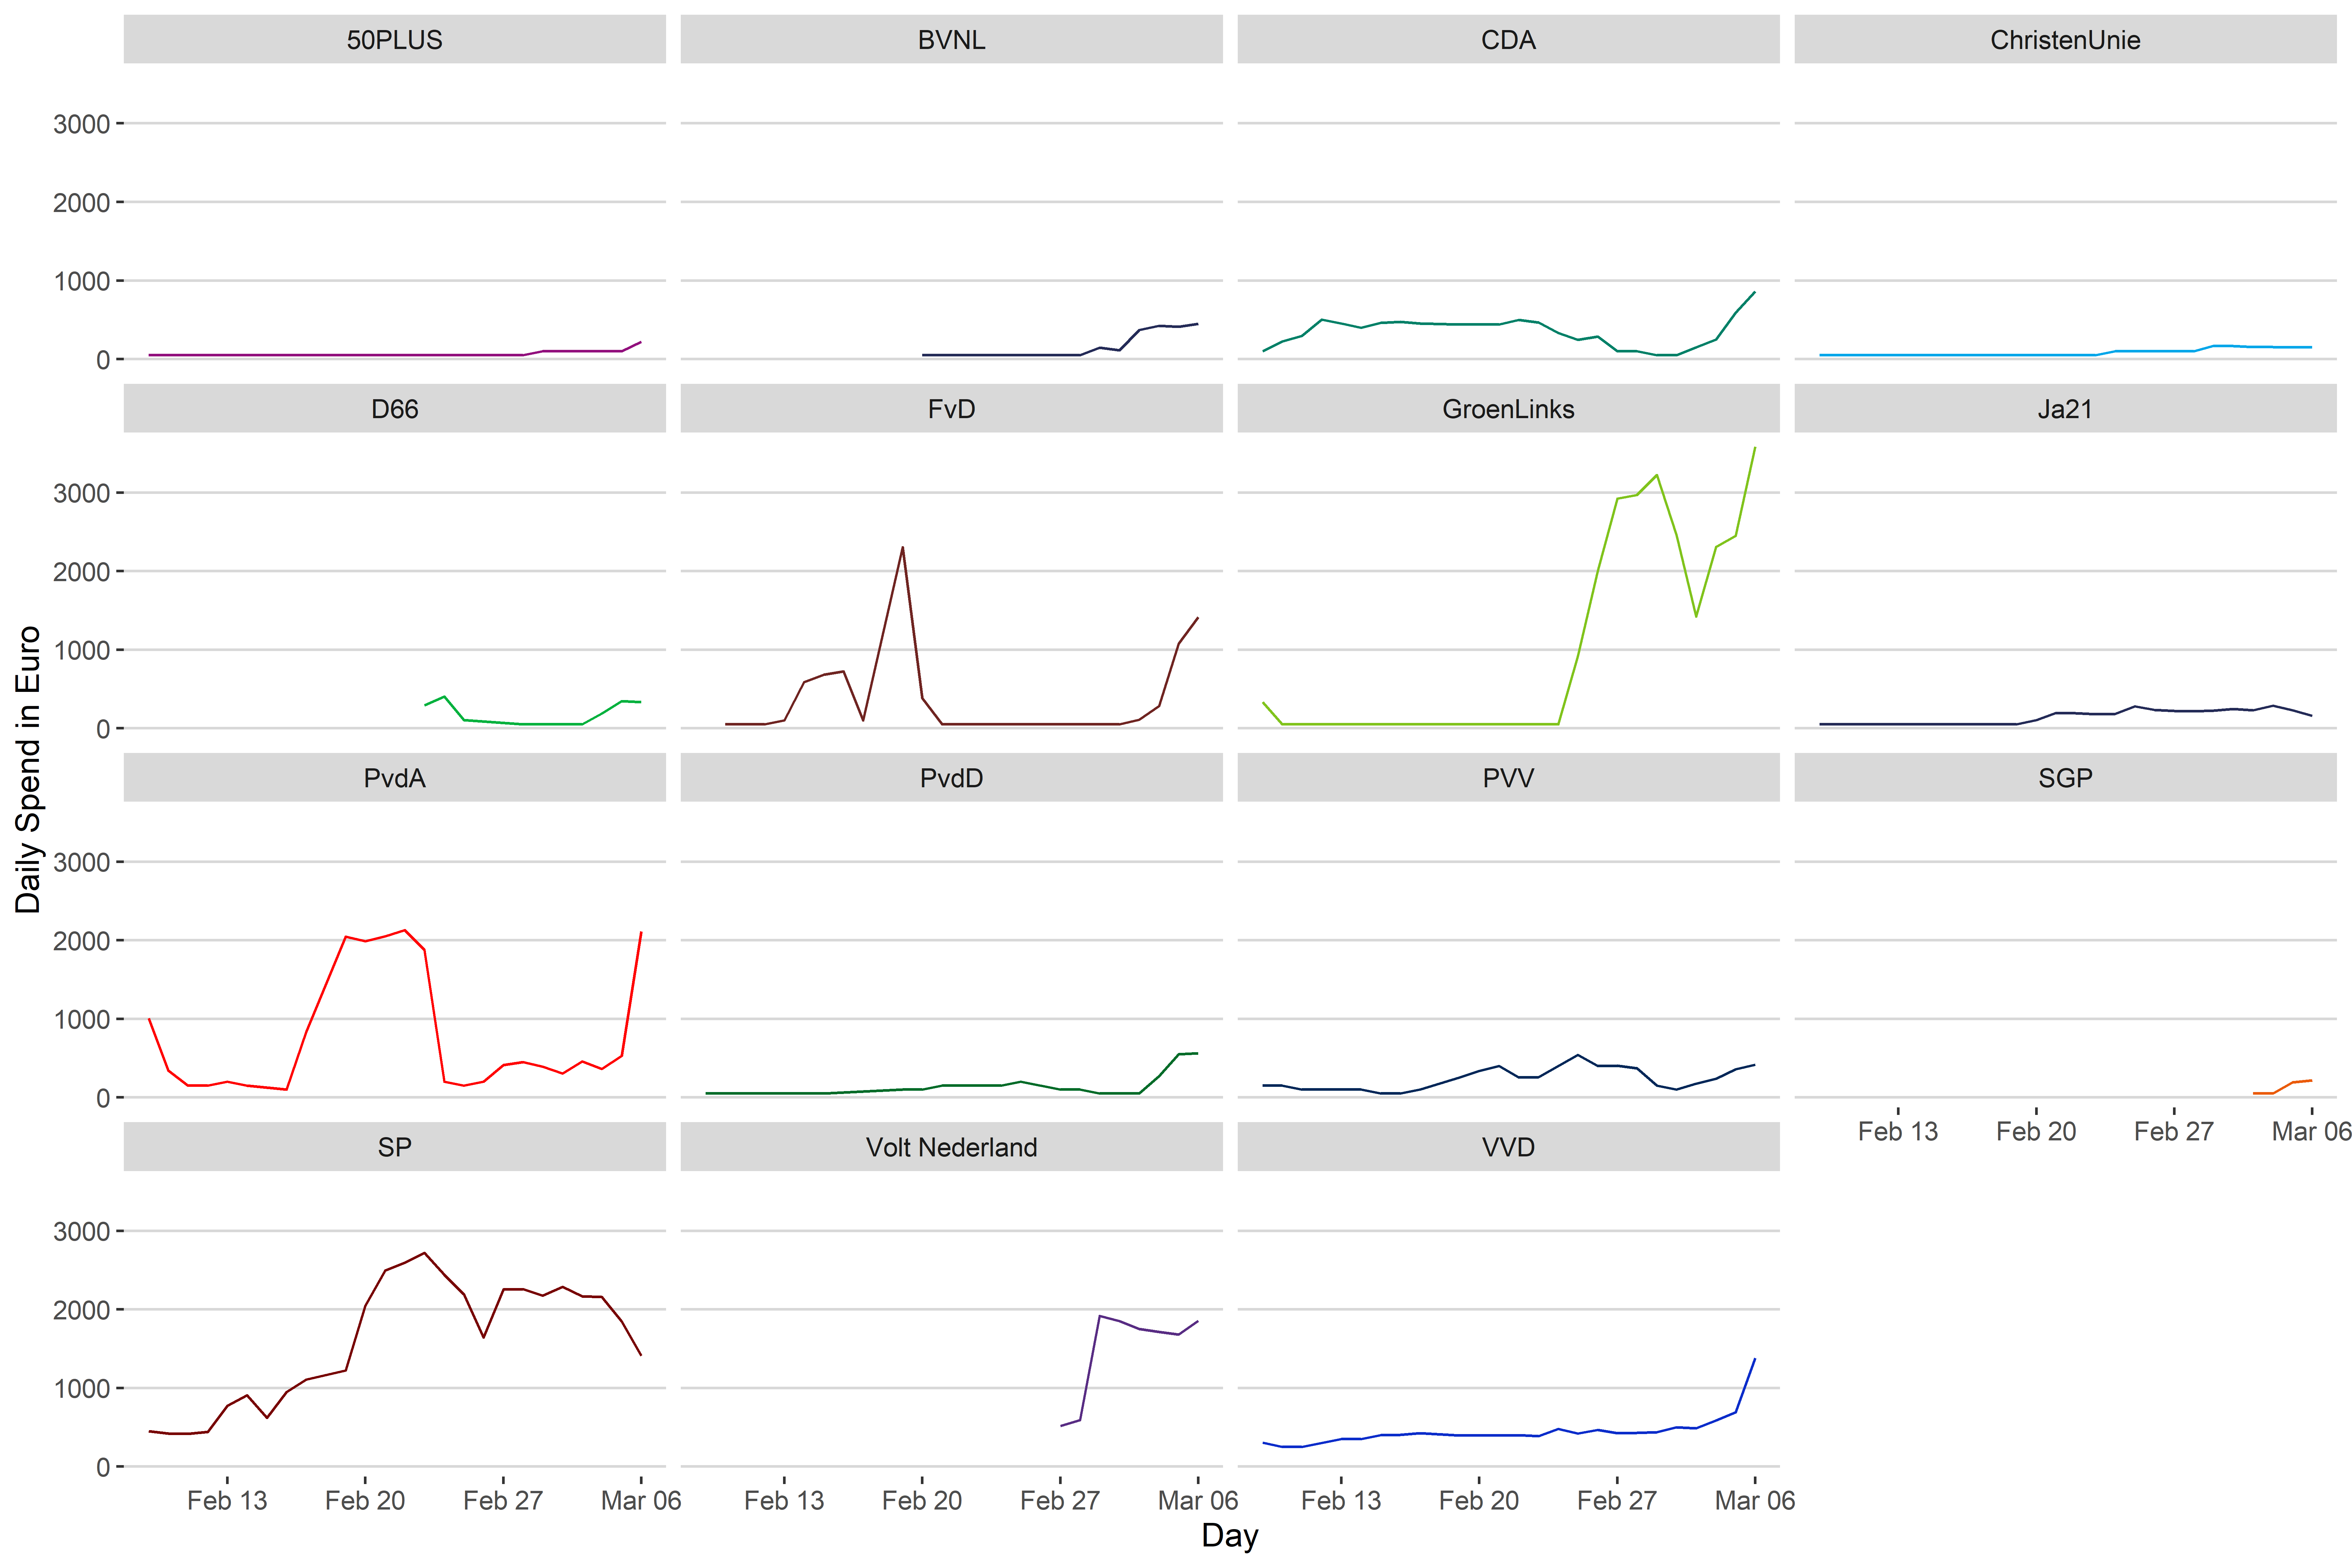 50PLUS BVNL CDA ChristenUnie
3000
2000
1000
0
D66 FvD GroenLinks Ja21
3000
2000
1000
0
PvdA PvdD PVV SGP
3000
2000
1000
0
Feb 13 Feb 20 Feb 27 Mar 06
SP Volt Nederland VVD
3000
2000
1000
0
Feb 13 Feb 20 Feb 27 Mar 06 Feb 13 Feb 20 Feb 27 Mar 06 Feb 13 Feb 20 Feb 27 Mar 06
Day
Daily Spend in Euro